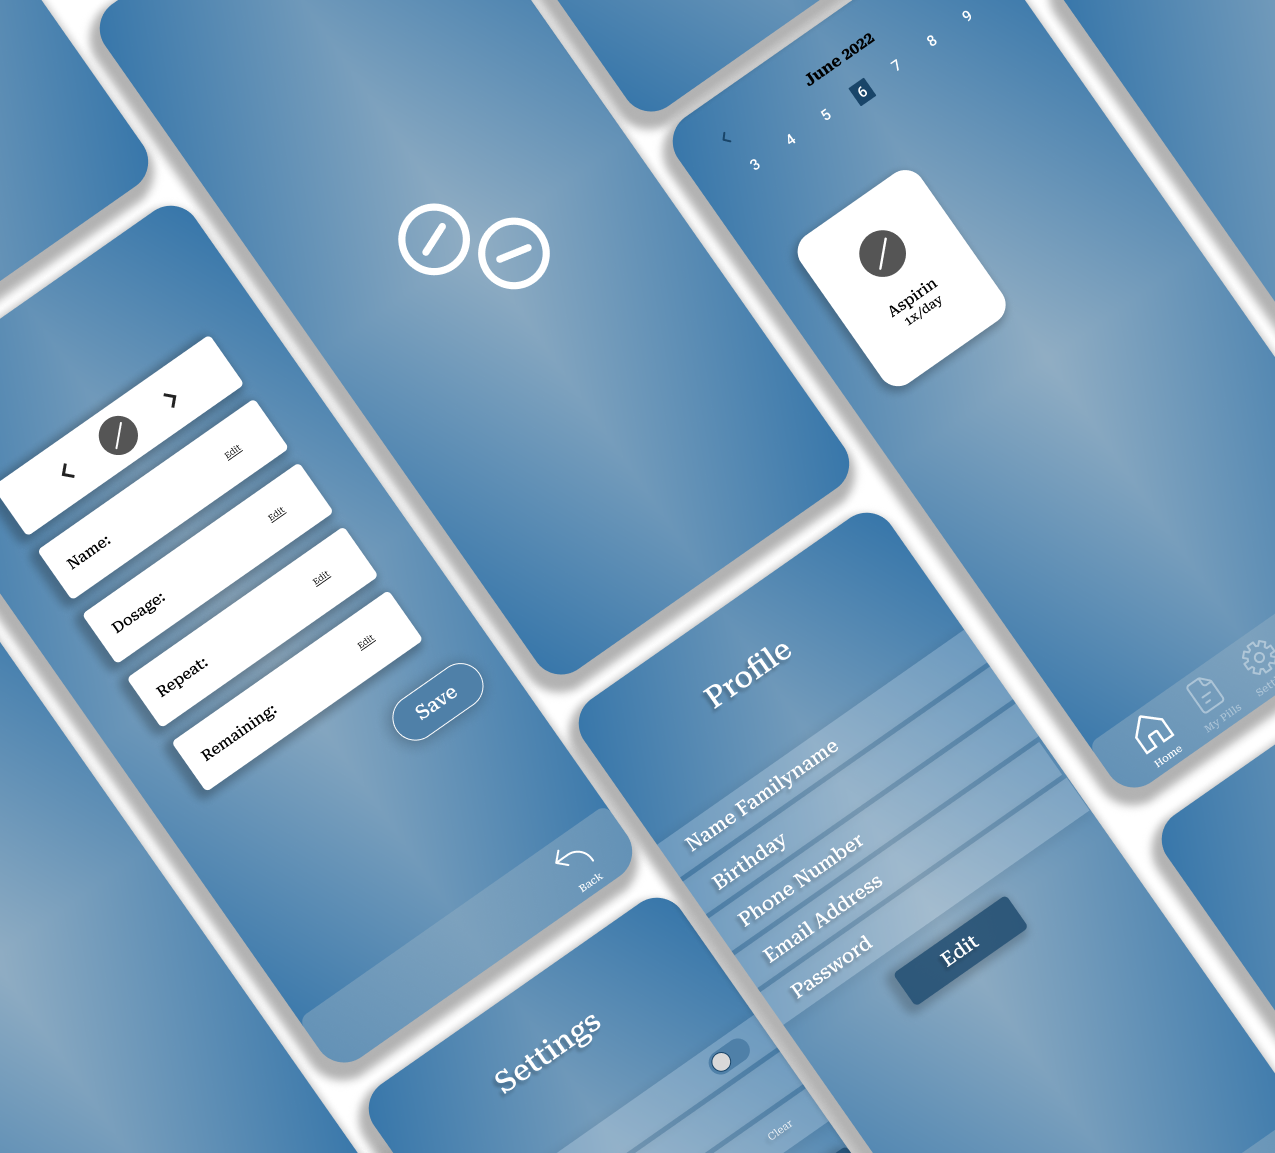 June 2022
3 4 5 6 7 8 9
Aspirin
1x/day
Home
My Pills
Name:
Edit
Dosage:
Edit
Repeat:
Edit
Remaining:
Edit
Save
Back
Profile
Name Familyname
Birthday
Phone Number
Email Address
Password
Edit
Settings
Clear